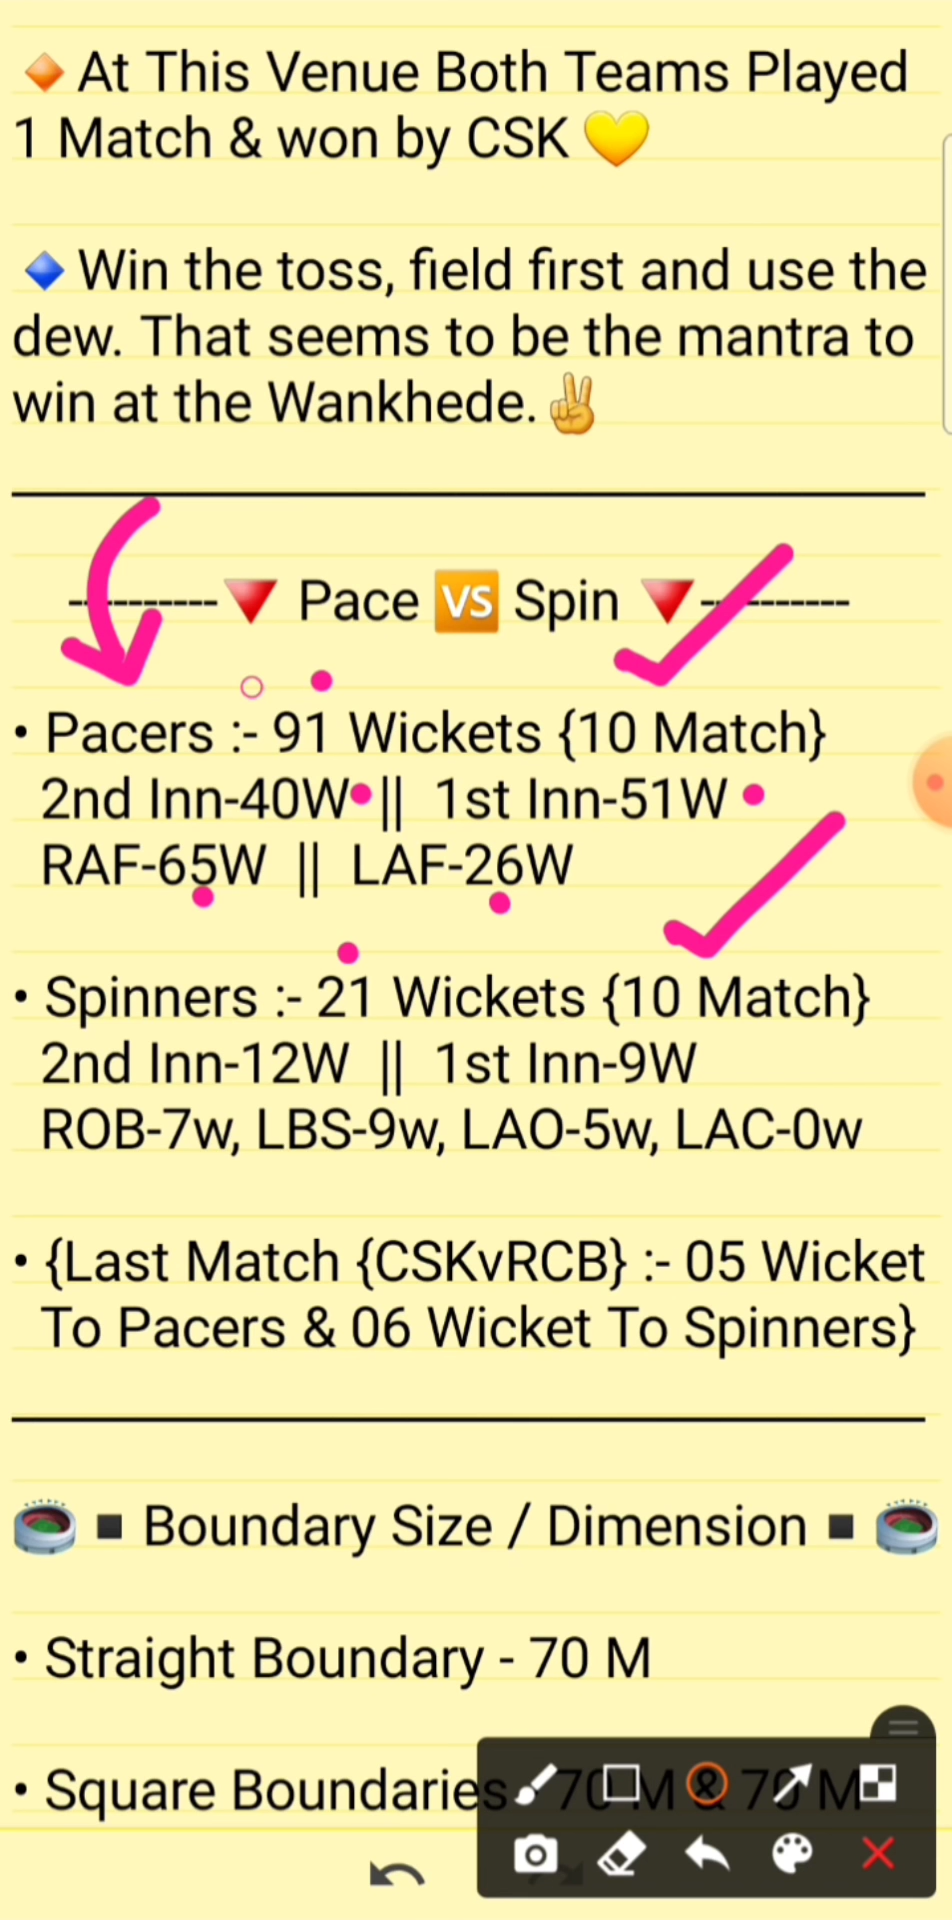 🔸At This Venue Both Teams Played
1 Match & won by CSK 💛
🔹Win the toss, field first and use the
dew. That seems to be the mantra to
win at the Wankhede.✌
-----------🔻 Pace 🆚 Spin 🔻-----------
• Pacers :- 91 Wickets {10 Match}
2nd Inn-40W || 1st Inn-51W
RAF-65W || LAF-26W
• Spinners :- 21 Wickets {10 Match}
2nd Inn-12W || 1st Inn-9W
ROB-7w, LBS-9w, LAO-5w, LAC-0w
• {Last Match {CSKvRCB} :- 05 Wicket
To Pacers & 06 Wicket To Spinners}
🏟 ▪ Boundary Size / Dimension ▪ 🏟
• Straight Boundary - 70 M
• Square Boundaries - 70 M & 70 M